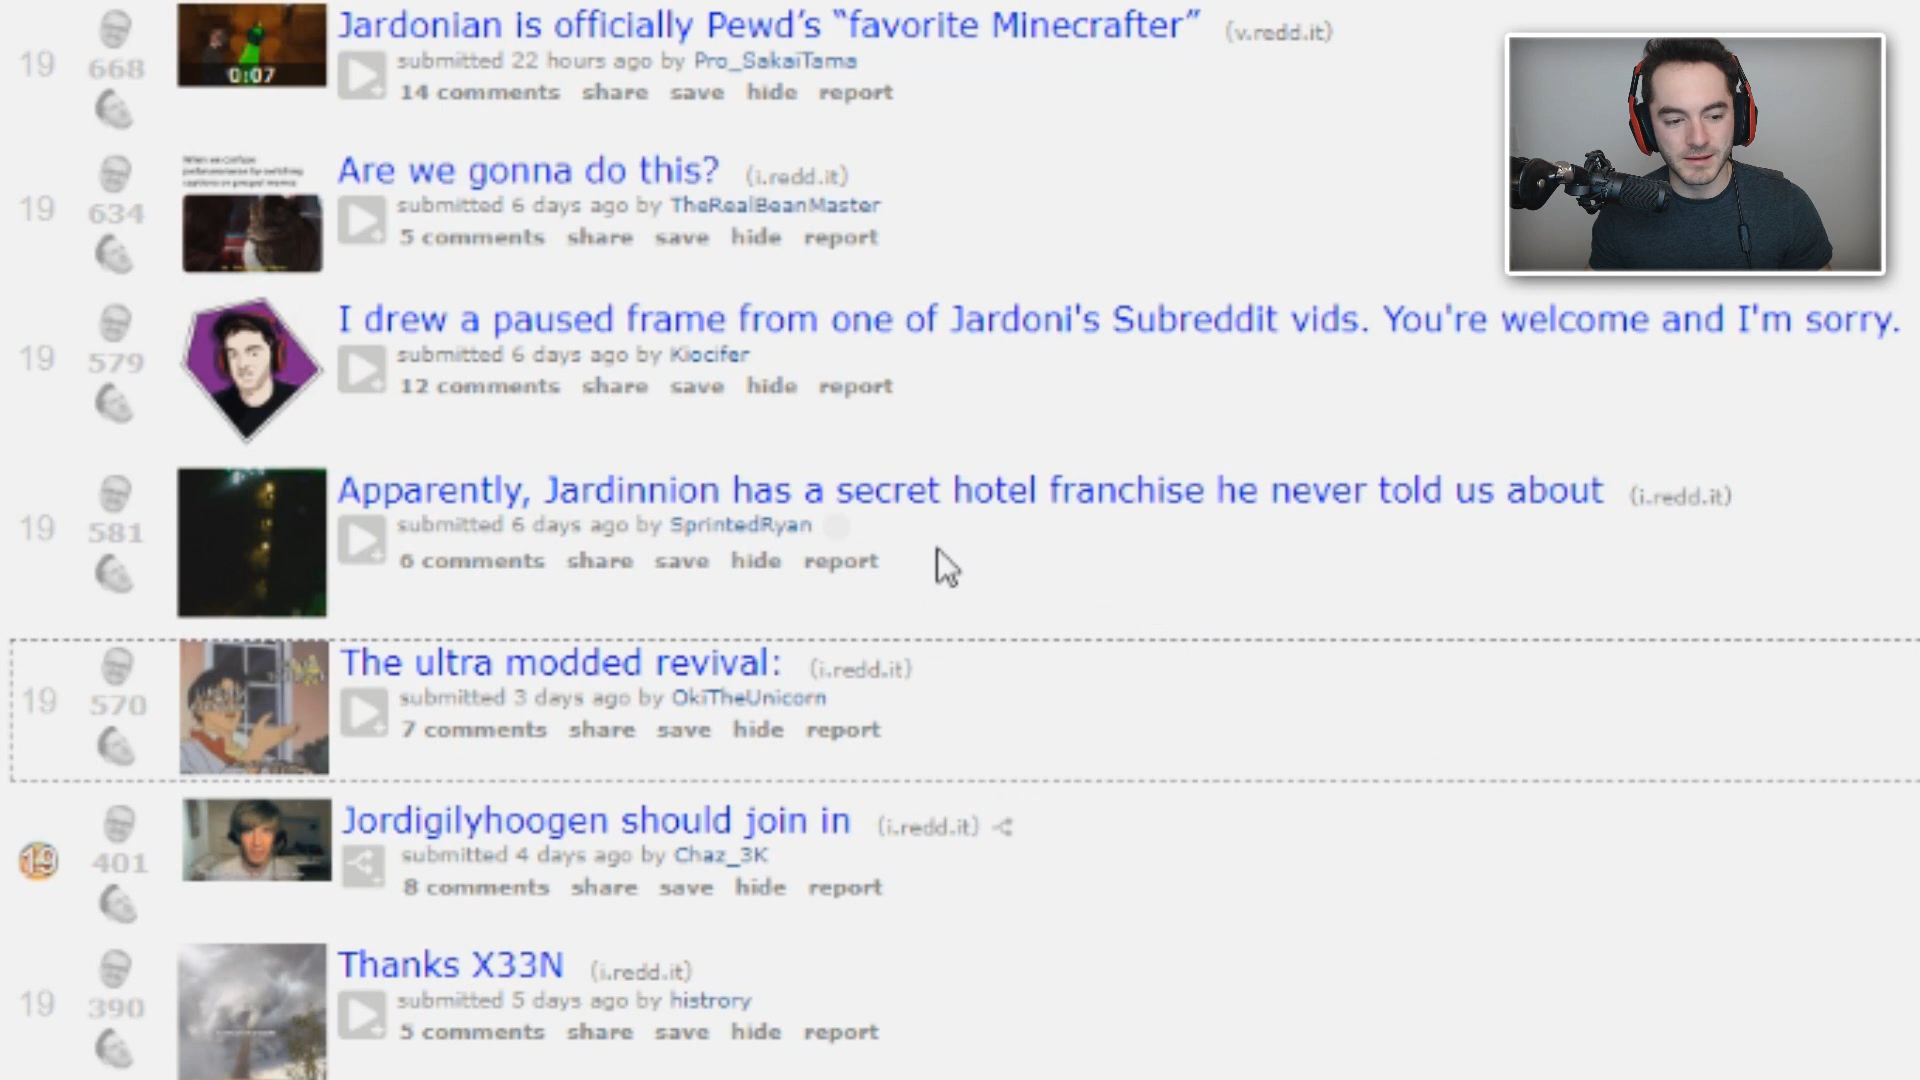 Jardonian is officially Pewd's “favorite Minecrafter” (v.redd.it)
19
668
0:07
submitted 22 hours ago by Pro_SakaiTama
14 comments share save hide report
Are we gonna do this? (i.redd.it)
19
634
submitted 6 days ago by TheRealBeanMaster
5 comments share save hide report
I drew a paused frame from one of Jardoni's Subreddit vids. You're welcome and I'm sorry.
19
579
submitted 6 days ago by Kiocifer
12 comments share save hide report
Apparently, Jardinnion has a secret hotel franchise he never told us about (i.redd.it)
19
581
submitted 6 days ago by SprintedRyan
6 comments share save hide report
The ultra modded revival: (i.redd.it)
19
570
submitted 3 days ago by OkiTheUnicorn
7 comments share save hide report
Jordigilyhoogen should join in (i.redd.it)
19
401
submitted 4 days ago by Chaz_3K
8 comments share save hide report
Thanks X33N (i.redd.it)
19
390
submitted 5 days ago by histrory
5 comments share save hide report